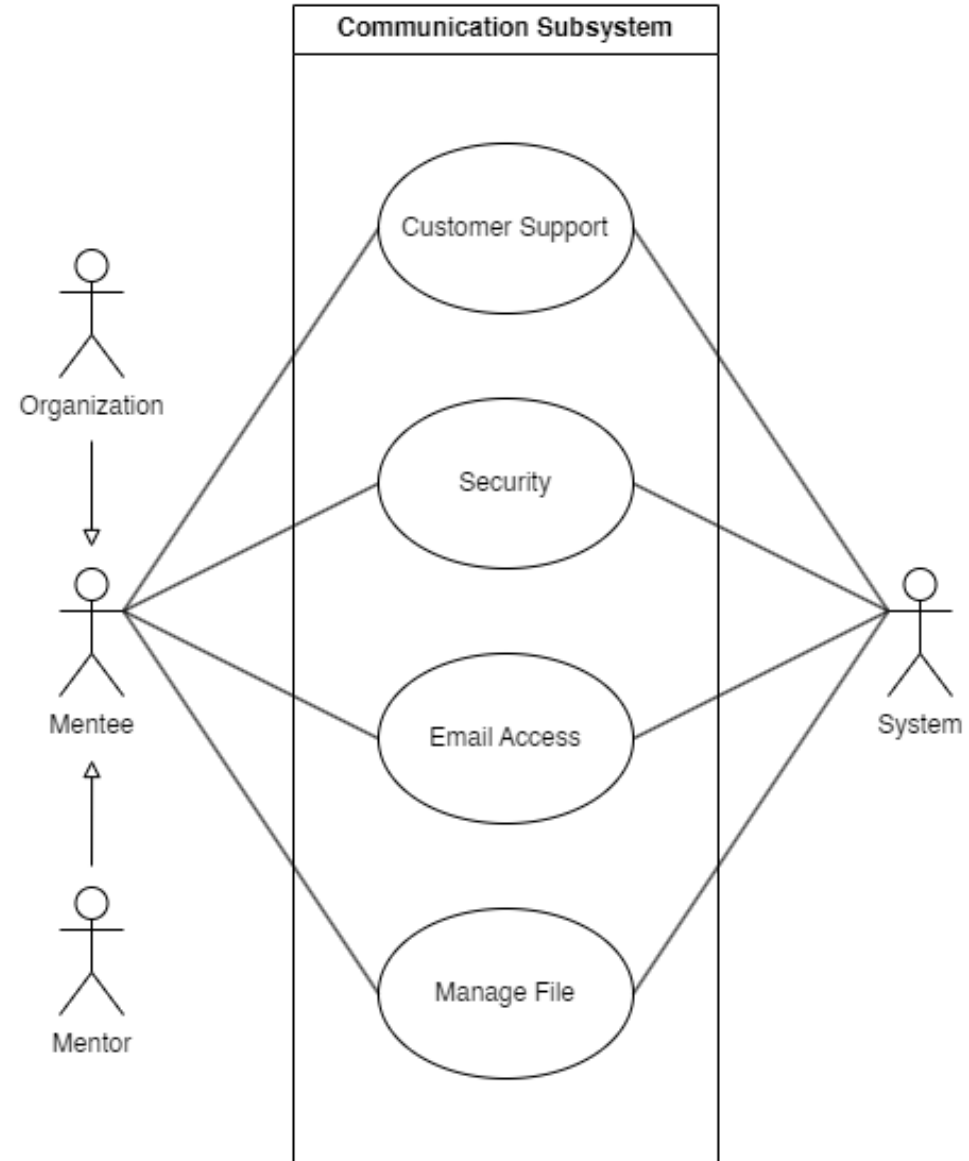 Communication Subsystem
Customer Support
Organization
Security
Mentee
Email Access
System
Manage File
Mentor